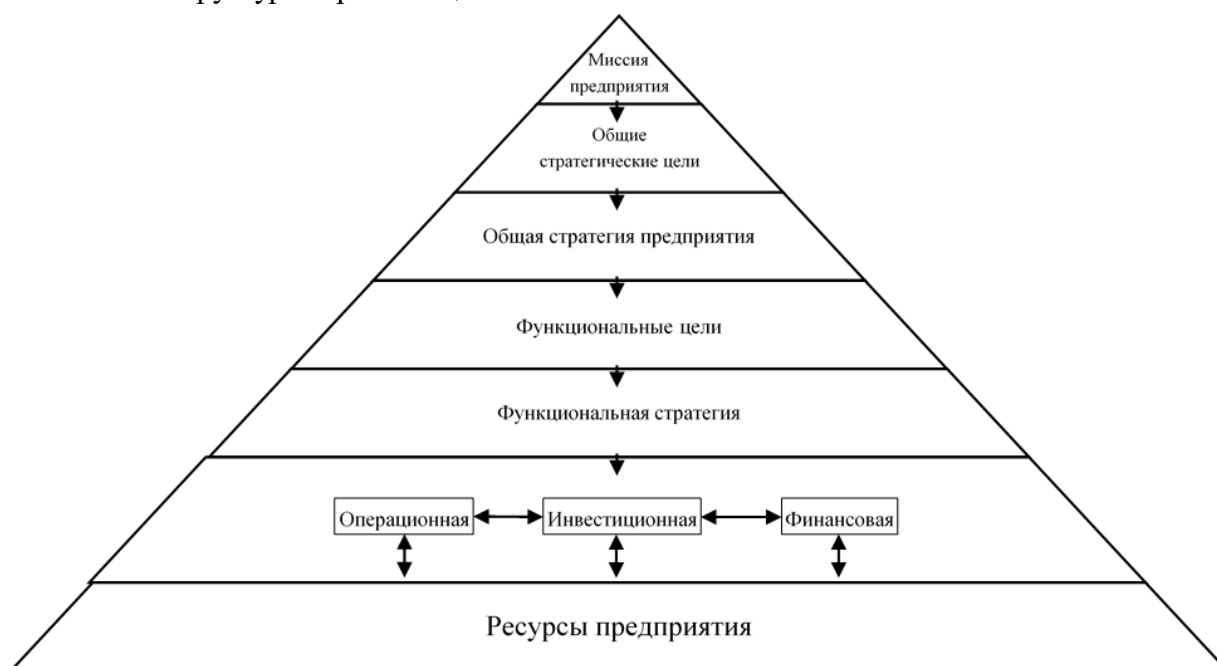 Миссия
предприятия
Общие
стратегические цели
Общая стратегия предприятия
Функциональные цели
Функциональная стратегия
Операционная Инвестиционная Финансовая
Ресурсы предприятия